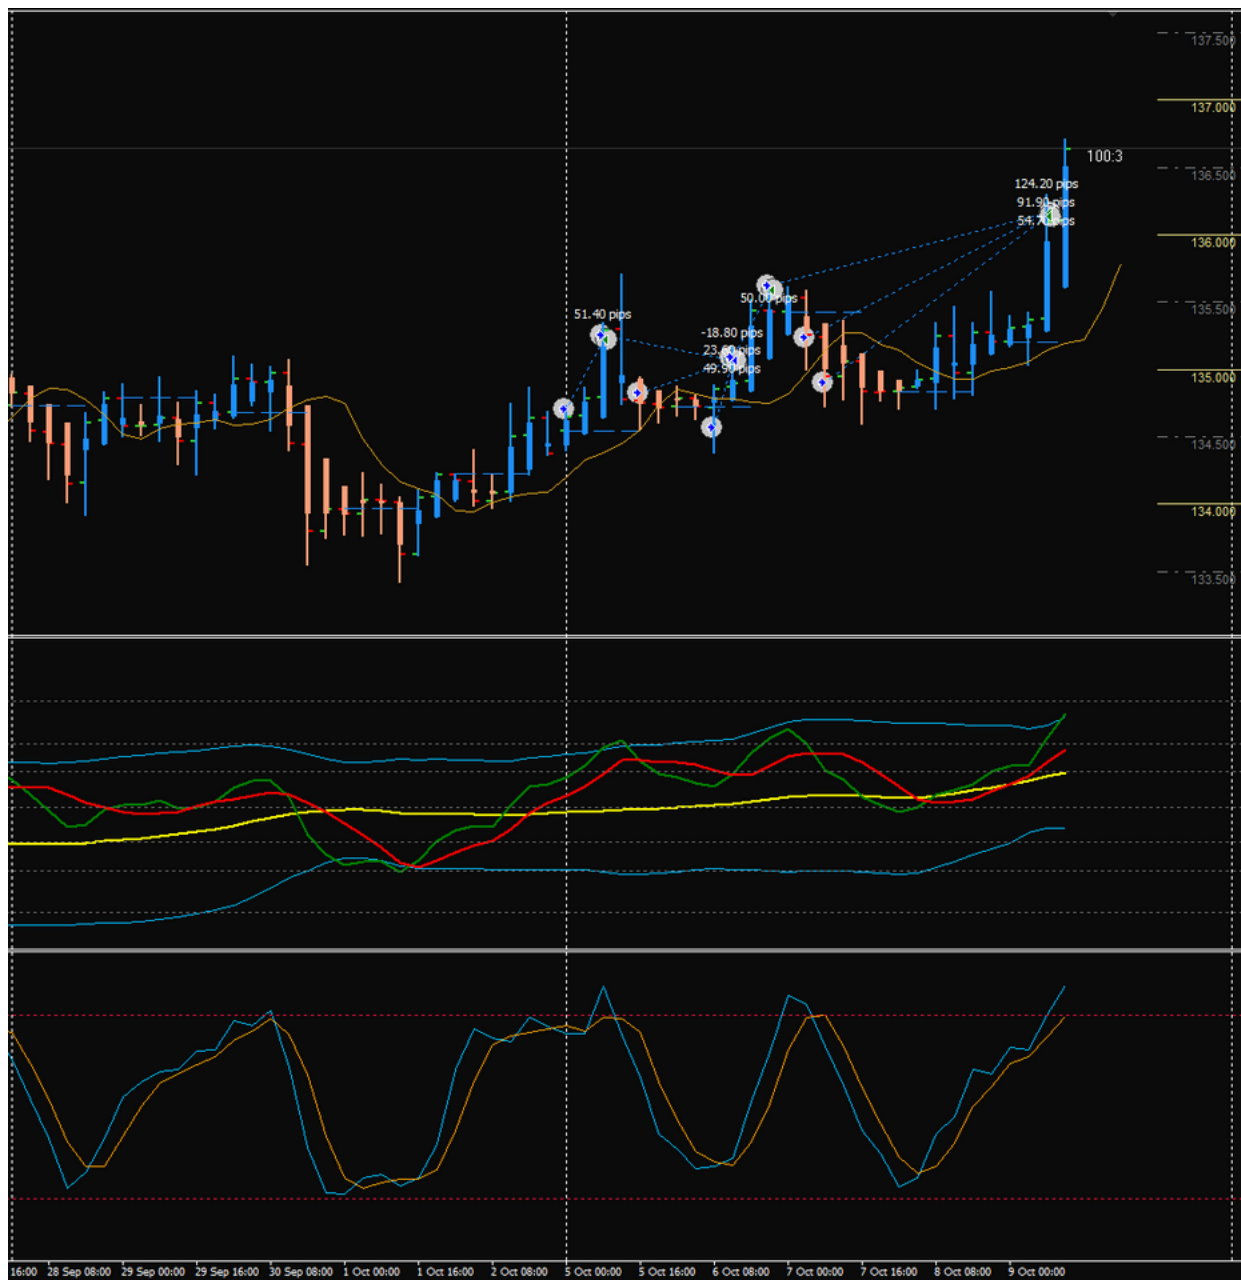 137.500
137.000
100:3
136.500
124.20 pips
91.90 pips
54.70 pips
136.000
50.00 pips
135.500
51.40 pips
-18.80 pips
23.60 pips
49.90 pips
135.000
134.500
134.000
133.500
16:00 28 Sep 08:00 29 Sep 00:00 29 Sep 16:00 30 Sep 08:00 1 Oct 00:00 1 Oct 16:00 2 Oct 08:00 5 Oct 00:00 5 Oct 16:00 6 Oct 08:00 7 Oct 00:00 7 Oct 16:00 8 Oct 08:00 9 Oct 00:00